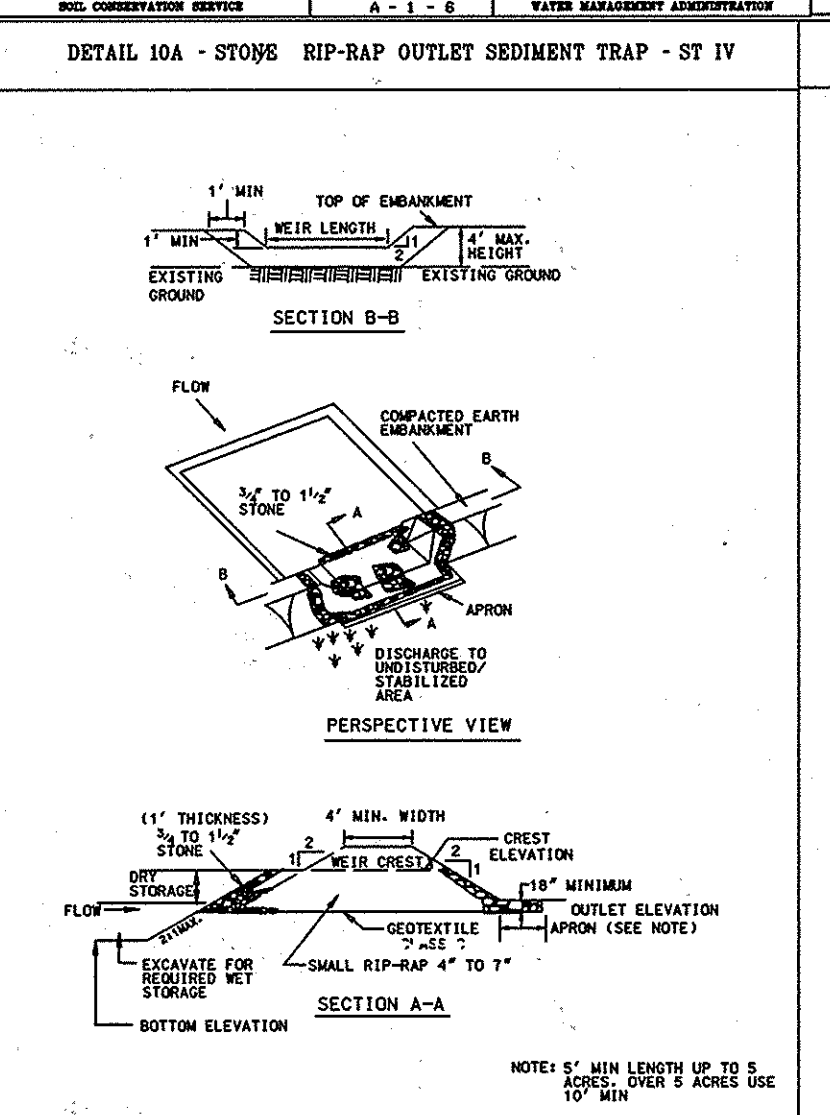 SOIL CONSERVATION SERVICE
A - 1 - 6
WATER MANAGEMENT ADMINISTRATION
DETAIL 10A - STONE RIP-RAP OUTLET SEDIMENT TRAP - ST IV
1' MIN
TOP OF EMBANKMENT
WEIR LENGTH
1' MIN
1
2
4' MAX.
HEIGHT
EXISTING
GROUND
EXISTING GROUND
SECTION B-B
FLOW
COMPACTED EARTH
EMBANKMENT
B
3/4" TO 1 1/2"
STONE
A
B
APRON
A
DISCHARGE TO
UNDISTURBED/
STABILIZED
AREA
PERSPECTIVE VIEW
(1' THICKNESS)
3/4 TO 1 1/2"
STONE
4' MIN. WIDTH
2
1
WEIR CREST
2
1
CREST
ELEVATION
DRY
STORAGE
18" MINIMUM
FLOW
OUTLET ELEVATION
2:1 MAX.
GEOTEXTILE
APRON (SEE NOTE)
EXCAVATE FOR
REQUIRED WET
STORAGE
SMALL RIP-RAP 4" TO 7"
SECTION A-A
BOTTOM ELEVATION
NOTE: 5' MIN LENGTH UP TO 5
ACRES. OVER 5 ACRES USE
10' MIN